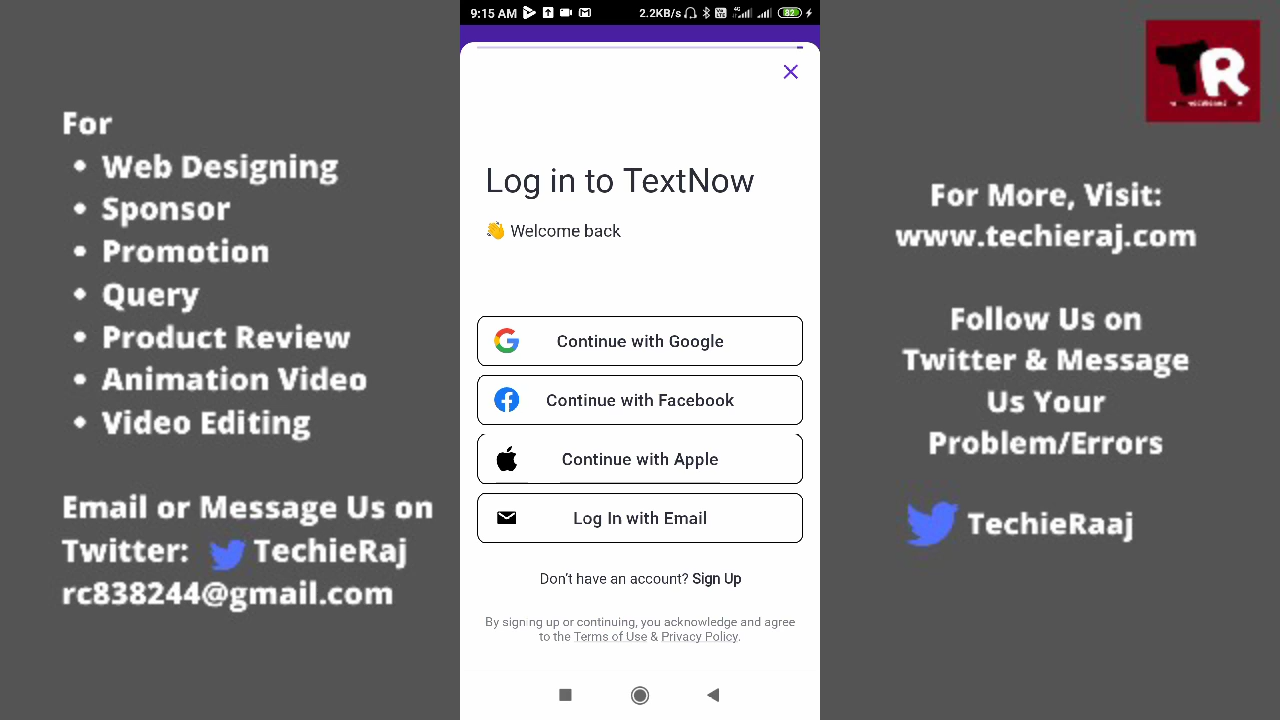 For
• Web Designing
• Sponsor
• Promotion
• Query
• Product Review
• Animation Video
• Video Editing
Email or Message Us on
Twitter: TechieRaj
rc838244@gmail.com
9:15 AM 2.2KB/s 4G 82
Log in to TextNow
👋 Welcome back
Continue with Google
Continue with Facebook
Continue with Apple
Log In with Email
Don't have an account? Sign Up
By signing up or continuing, you acknowledge and agree
to the Terms of Use & Privacy Policy.
TR
For More, Visit:
www.techieraj.com
Follow Us on
Twitter & Message
Us Your
Problem/Errors
TechieRaaj